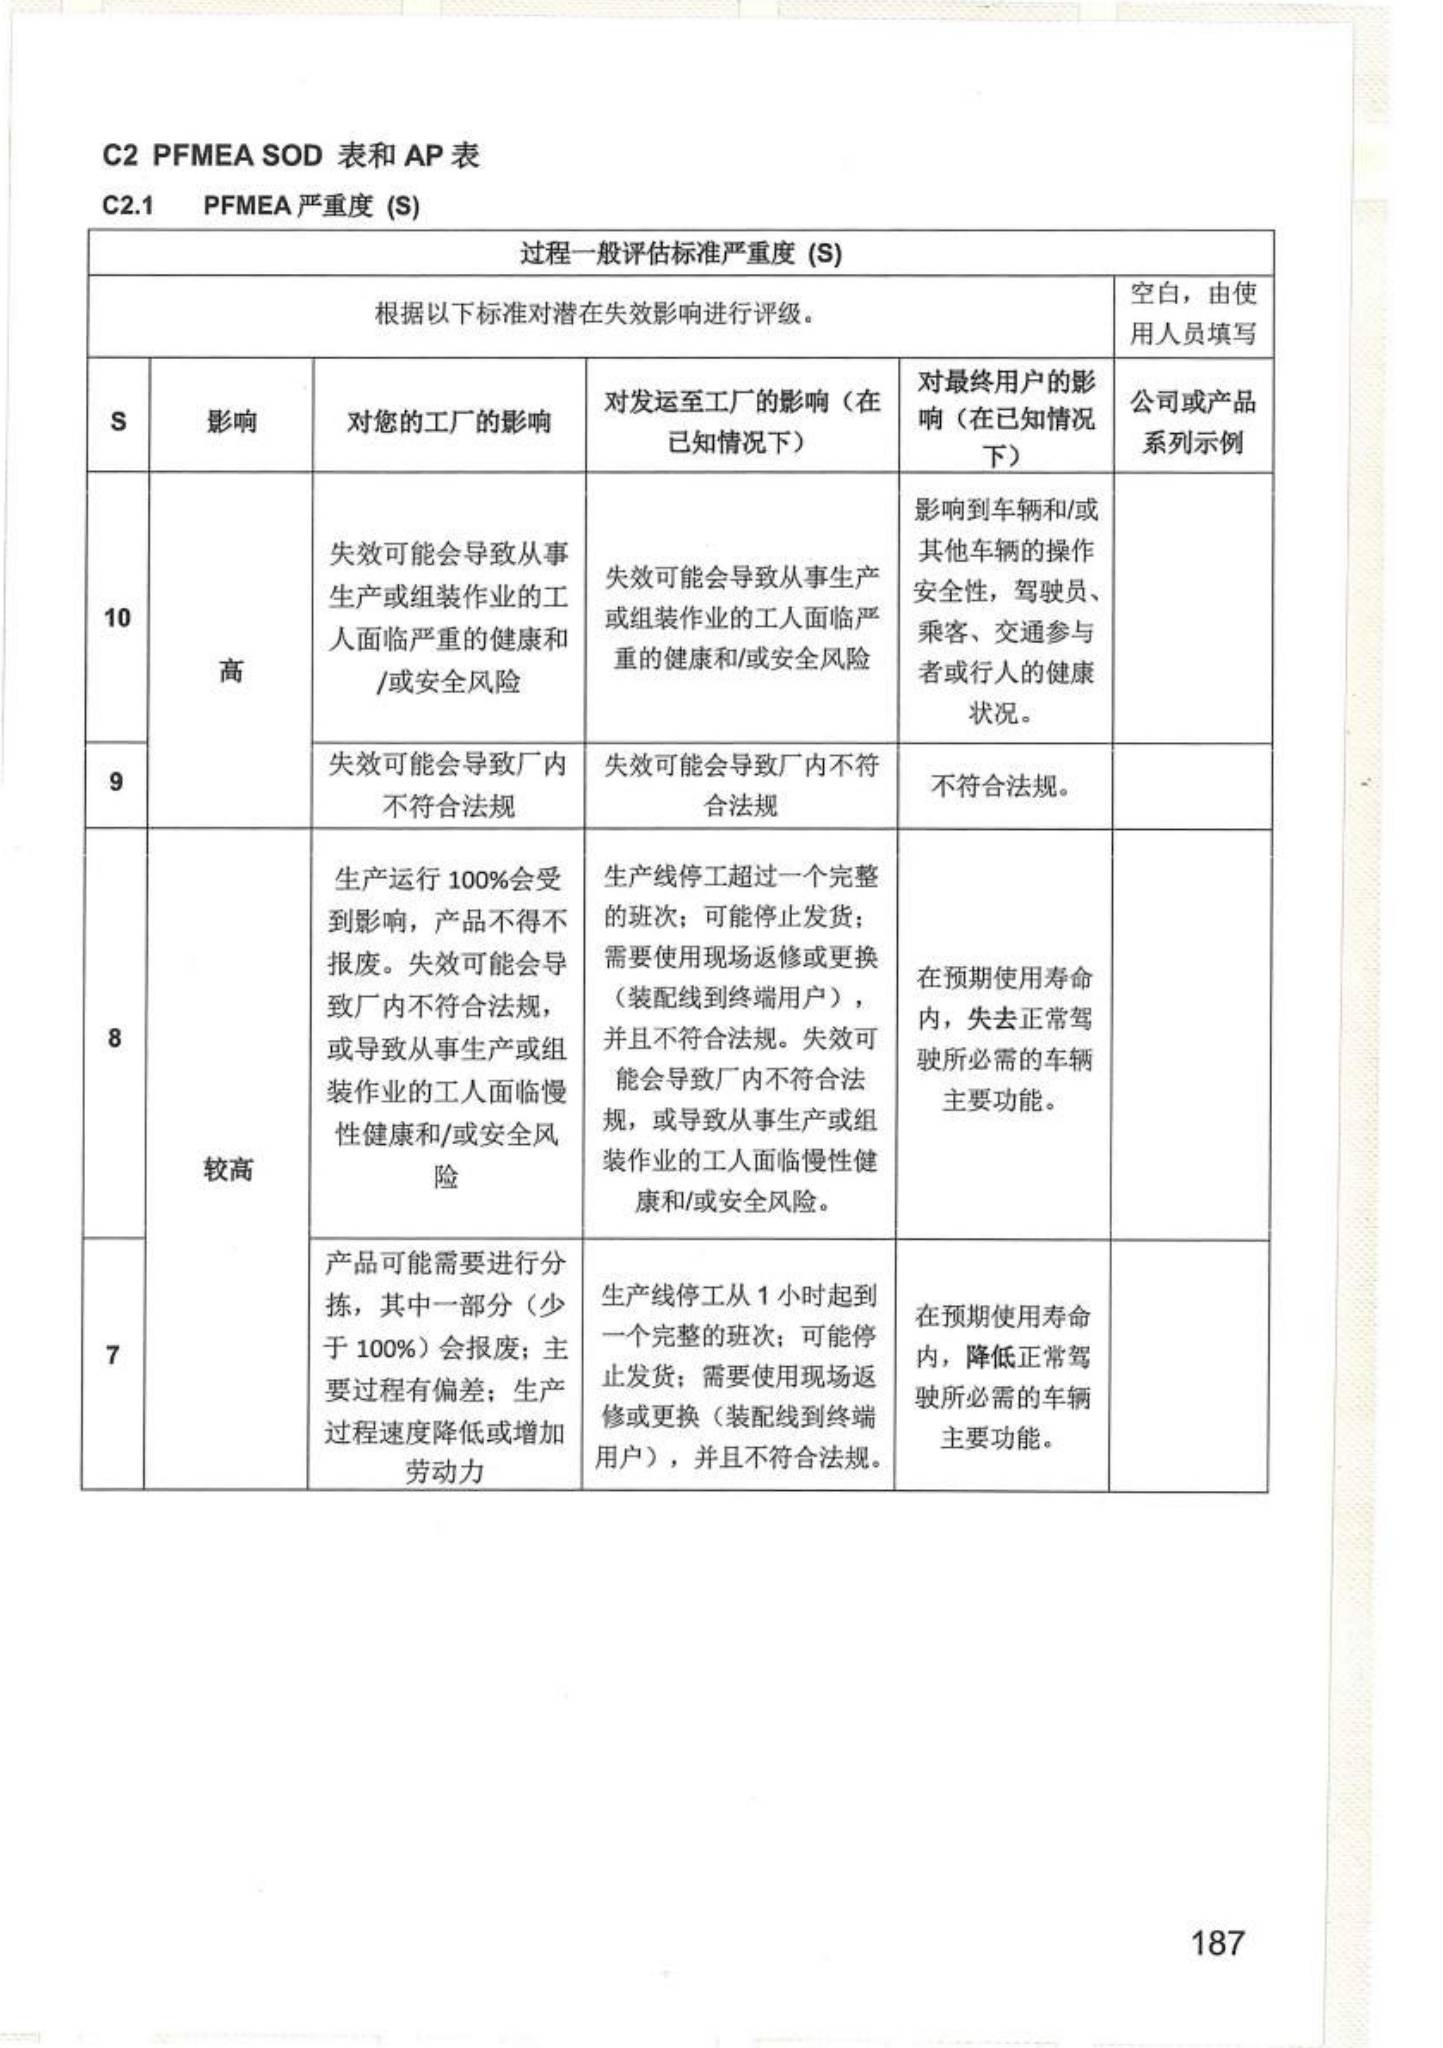 C2 PFMEA SOD 表和 AP 表
C2.1 PFMEA 严重度 (S)
过程一般评估标准严重度 (S)
根据以下标准对潜在失效影响进行评级。
空白，由使
用人员填写
S
影响
对您的工厂的影响
对发运至工厂的影响（在
已知情况下）
对最终用户的影
响（在已知情况
下）
公司或产品
系列示例
10
高
失效可能会导致从事
生产或组装作业的工
人面临严重的健康和
/或安全风险
失效可能会导致从事生产
或组装作业的工人面临严
重的健康和/或安全风险
影响到车辆和/或
其他车辆的操作
安全性，驾驶员、
乘客、交通参与
者或行人的健康
状况。
9
失效可能会导致厂内
不符合法规
失效可能会导致厂内不符
合法规
不符合法规。
8
较高
生产运行 100%会受
到影响，产品不得不
报废。失效可能会导
致厂内不符合法规，
或导致从事生产或组
装作业的工人面临慢
性健康和/或安全风
险
生产线停工超过一个完整
的班次；可能停止发货；
需要使用现场返修或更换
（装配线到终端用户），
并且不符合法规。失效可
能会导致厂内不符合法
规，或导致从事生产或组
装作业的工人面临慢性健
康和/或安全风险。
在预期使用寿命
内，失去正常驾
驶所必需的车辆
主要功能。
7
产品可能需要进行分
拣，其中一部分（少
于 100%）会报废；主
要过程有偏差；生产
过程速度降低或增加
劳动力
生产线停工从 1 小时起到
一个完整的班次；可能停
止发货；需要使用现场返
修或更换（装配线到终端
用户），并且不符合法规。
在预期使用寿命
内，降低正常驾
驶所必需的车辆
主要功能。
187